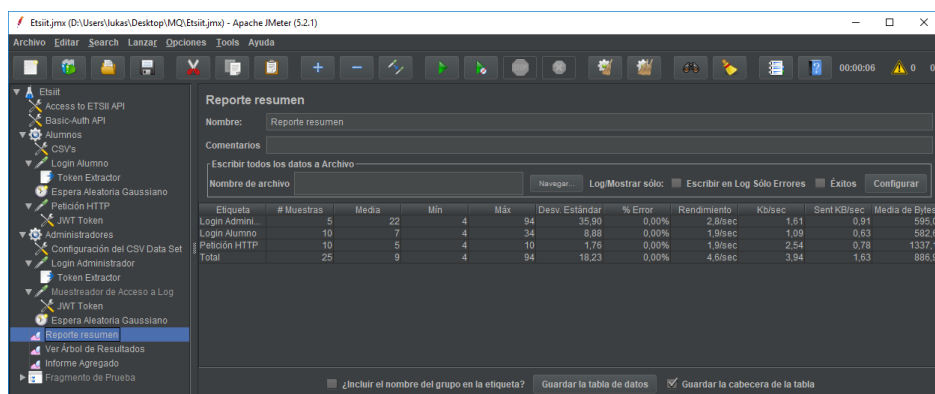 Etsiit.jmx (D:\Users\lukas\Desktop\MQ\Etsiit.jmx) - Apache JMeter (5.2.1)
Archivo Editar Search Lanzar Opciones Tools Ayuda
00:00:06 0 0
Etsiit
Access to ETSII API
Basic-Auth API
Alumnos
CSV's
Login Alumno
Token Extractor
Espera Aleatoria Gaussiano
Petición HTTP
JWT Token
Administradores
Configuración del CSV Data Set
Login Administrador
Token Extractor
Muestreador de Acceso a Log
JWT Token
Espera Aleatoria Gaussiano
Reporte resumen
Ver Árbol de Resultados
Informe Agregado
Fragmento de Prueba
Reporte resumen
Nombre: Reporte resumen
Comentarios
Escribir todos los datos a Archivo
Nombre de archivo Navegar... Log/Mostrar sólo: Escribir en Log Sólo Errores Éxitos Configurar
Etiqueta # Muestras Media Mín Máx Desv. Estándar % Error Rendimiento Kb/sec Sent KB/sec Media de Bytes
Login Admini... 5 22 4 94 35,90 0,00% 2,8/sec 1,61 0,91 595,0
Login Alumno 10 7 4 34 8,88 0,00% 1,9/sec 1,09 0,63 582,6
Petición HTTP 10 5 4 10 1,76 0,00% 1,9/sec 2,54 0,78 1337,1
Total 25 9 4 94 18,23 0,00% 4,6/sec 3,94 1,63 886,9
¿Incluir el nombre del grupo en la etiqueta? Guardar la tabla de datos Guardar la cabecera de la tabla